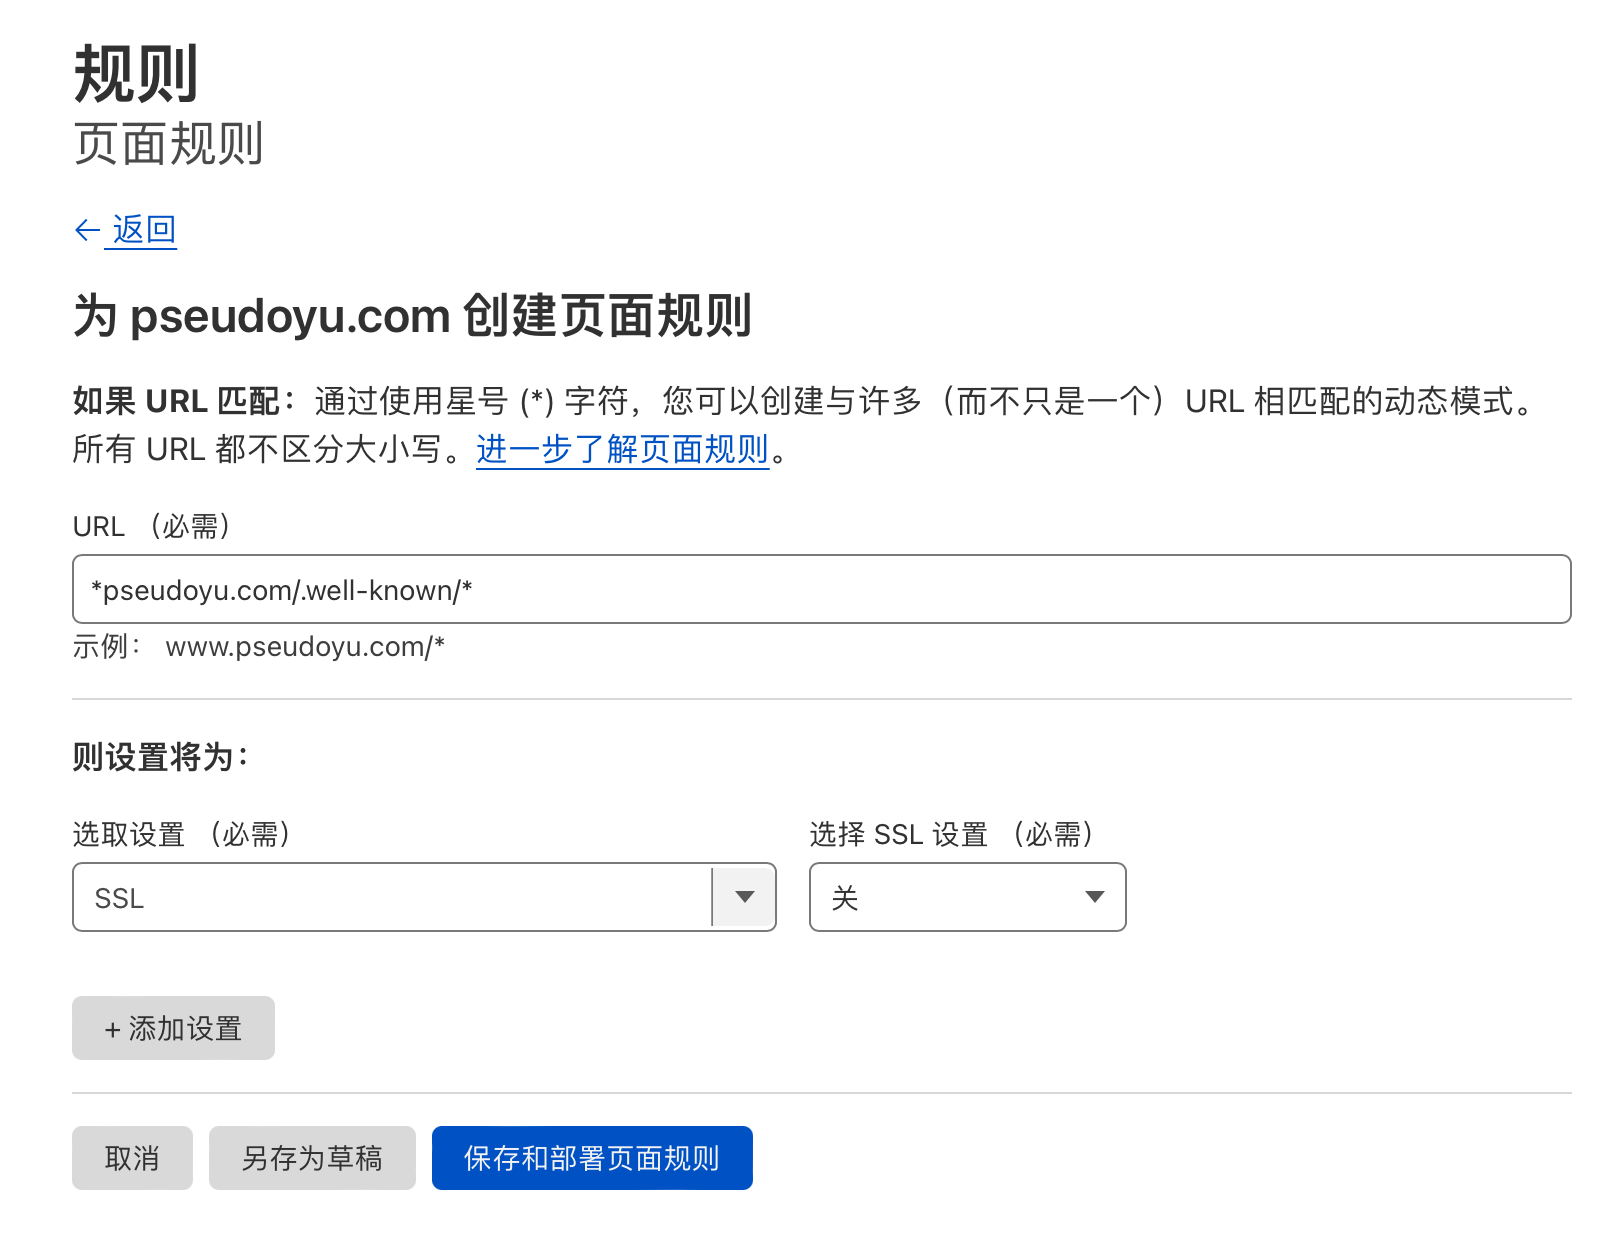 规则
页面规则
← 返回
为 pseudoyu.com 创建页面规则
如果 URL 匹配：通过使用星号 (*) 字符，您可以创建与许多（而不只是一个）URL 相匹配的动态模式。
所有 URL 都不区分大小写。进一步了解页面规则。
URL （必需）
*pseudoyu.com/.well-known/*
示例： www.pseudoyu.com/*
则设置将为：
选取设置 （必需） 选择 SSL 设置 （必需）
SSL 关
+ 添加设置
取消 另存为草稿 保存和部署页面规则